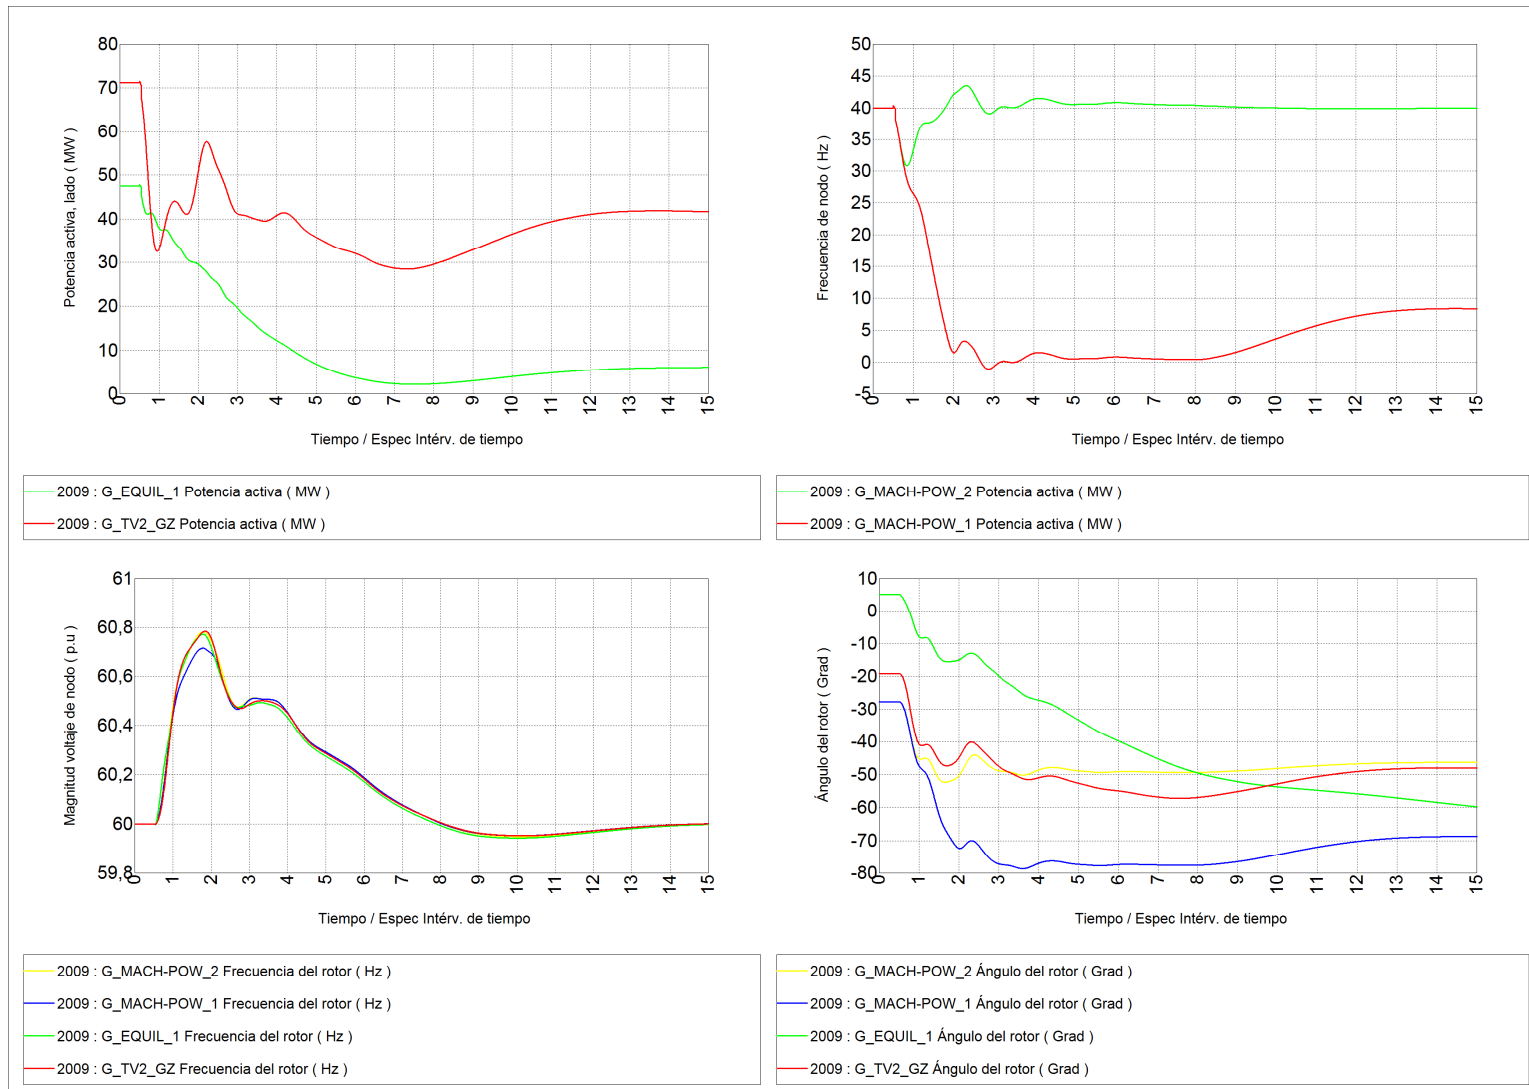 80
70
60
50
40
30
20
10
0
Potencia activa, lado ( MW )
0 1 2 3 4 5 6 7 8 9 10 11 12 13 14 15
Tiempo / Espec Intérv. de tiempo
2009 : G_EQUIL_1 Potencia activa ( MW )
2009 : G_TV2_GZ Potencia activa ( MW )
50
45
40
35
30
25
20
15
10
5
0
-5
Frecuencia de nodo ( Hz )
0 1 2 3 4 5 6 7 8 9 10 11 12 13 14 15
Tiempo / Espec Intérv. de tiempo
2009 : G_MACH-POW_2 Potencia activa ( MW )
2009 : G_MACH-POW_1 Potencia activa ( MW )
61
60,8
60,6
60,4
60,2
60
59,8
Magnitud voltaje de nodo ( p.u )
0 1 2 3 4 5 6 7 8 9 10 11 12 13 14 15
Tiempo / Espec Intérv. de tiempo
2009 : G_MACH-POW_2 Frecuencia del rotor ( Hz )
2009 : G_MACH-POW_1 Frecuencia del rotor ( Hz )
2009 : G_EQUIL_1 Frecuencia del rotor ( Hz )
2009 : G_TV2_GZ Frecuencia del rotor ( Hz )
10
0
-10
-20
-30
-40
-50
-60
-70
-80
Ángulo del rotor ( Grad )
0 1 2 3 4 5 6 7 8 9 10 11 12 13 14 15
Tiempo / Espec Intérv. de tiempo
2009 : G_MACH-POW_2 Ángulo del rotor ( Grad )
2009 : G_MACH-POW_1 Ángulo del rotor ( Grad )
2009 : G_EQUIL_1 Ángulo del rotor ( Grad )
2009 : G_TV2_GZ Ángulo del rotor ( Grad )